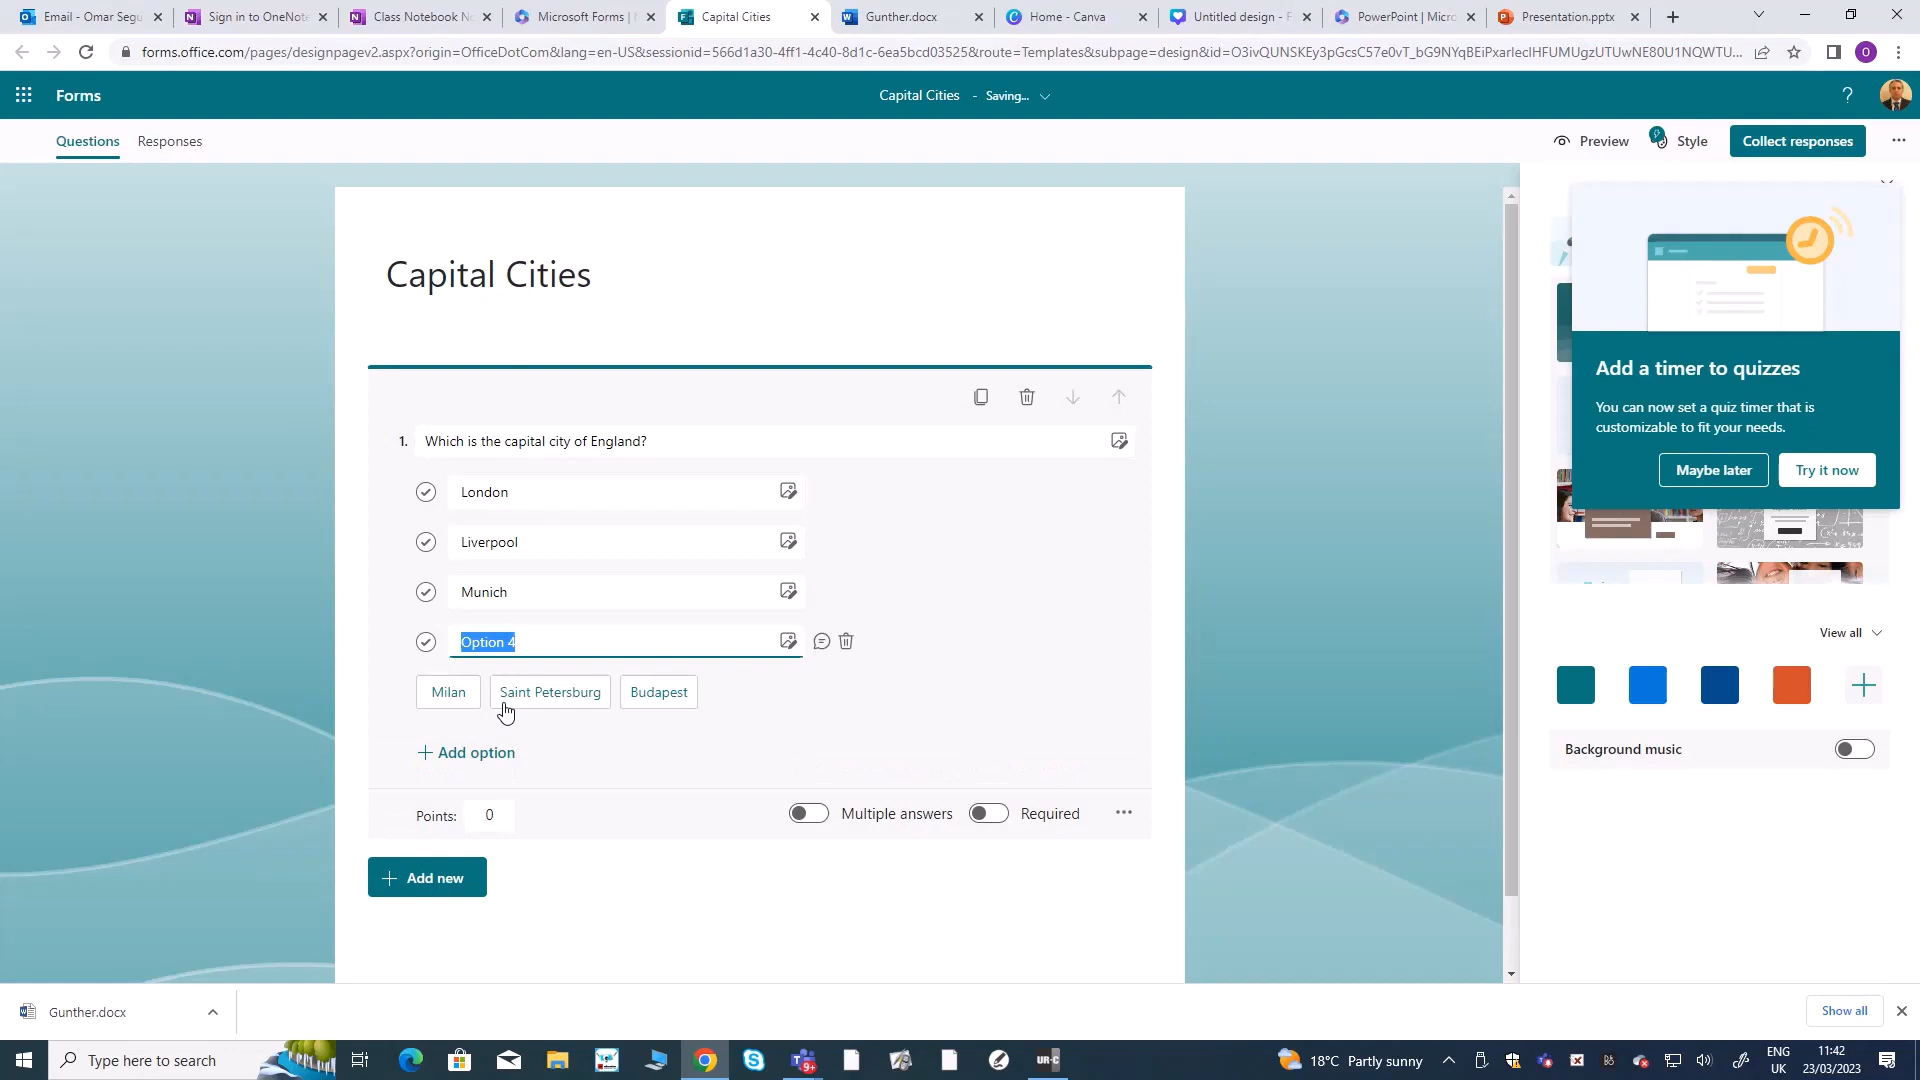 Email - Omar Segu
Sign in to OneNot
Class Notebook No
Microsoft Forms |
Capital Cities
Gunther.docx
Home - Canva
Untitled design - F
PowerPoint | Micro
Presentation.pptx
Forms
Capital Cities - Saving...
?
Questions
Responses
Preview
Style
Collect responses
Capital Cities
Add a timer to quizzes
You can now set a quiz timer that is
customizable to fit your needs.
Maybe later
Try it now
1. Which is the capital city of England?
London
Liverpool
Munich
Option 4
Milan
Saint Petersburg
Budapest
+ Add option
View all
Background music
Points: 0
Multiple answers
Required
+ Add new
Gunther.docx
Show all
Type here to search
9+
UR-C
18°C Partly sunny
ENG
UK
11:42
23/03/2023